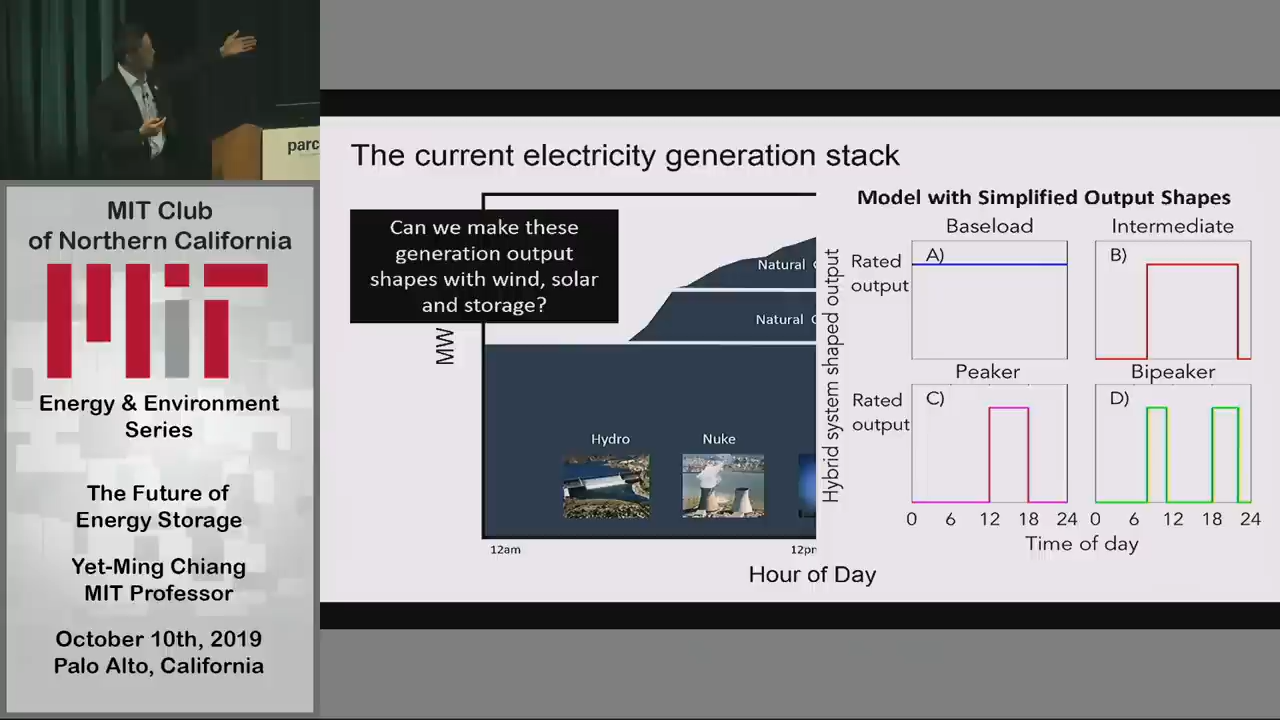 parc
MIT Club
of Northern California
MIT
Energy & Environment
Series
The Future of
Energy Storage
Yet-Ming Chiang
MIT Professor
October 10th, 2019
Palo Alto, California
The current electricity generation stack
Can we make these
generation output
shapes with wind, solar
and storage?
MW
Natural
Natural
Hydro
Nuke
12am
12pm
Hour of Day
Model with Simplified Output Shapes
Hybrid system shaped output
Baseload
Intermediate
Rated
output
A)
B)
Peaker
Bipeaker
Rated
output
C)
D)
0 6 12 18 24
0 6 12 18 24
Time of day